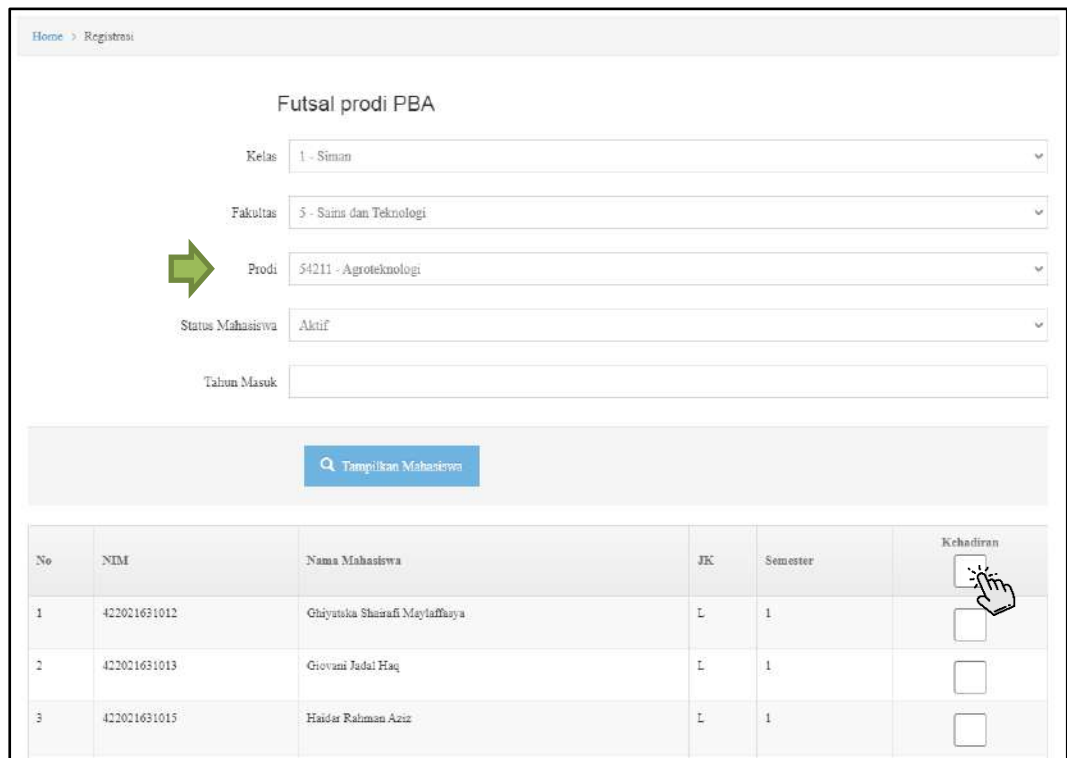 Home > Registrasi
Futsal prodi PBA
Kelas 1 - Siman
Fakultas 5 - Sains dan Teknologi
Prodi 54211 - Agroteknologi
Status Mahasiswa Aktif
Tahun Masuk
Tampilkan Mahasiswa
No NIM Nama Mahasiswa JK Semester Kehadiran
1 422021631012 Ghiyatska Shairafi Maylaffasya L 1
2 422021631013 Giovani Jadal Haq L 1
3 422021631015 Haidar Rahman Aziz L 1